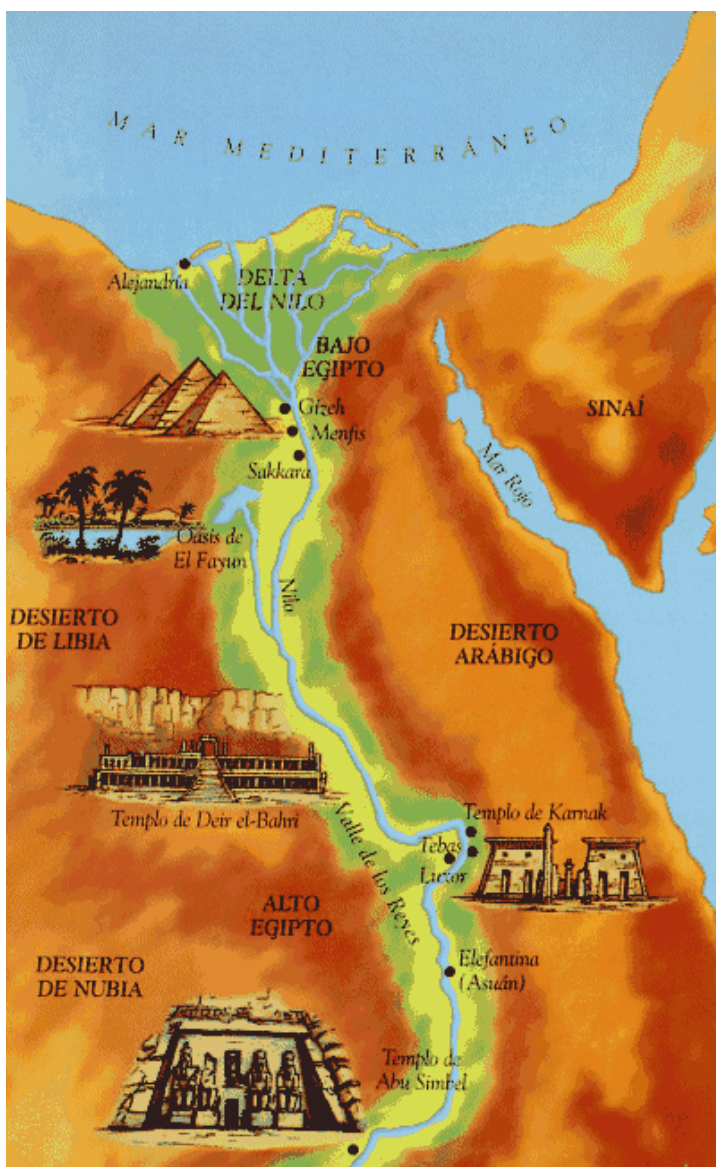 MAR MEDITERRÁNEO
Alejandría
DELTA
DEL NILO
BAJO
EGIPTO
Gízeh
SINAÍ
Menfis
Sakkara
Mar Rojo
Oasis de
El Fayun
Nilo
DESIERTO
DE LIBIA
DESIERTO
ARÁBIGO
Templo de Deir el-Bahri
Templo de Karnak
Tebas
Luxor
Valle de los Reyes
ALTO
EGIPTO
DESIERTO
DE NUBIA
Elefantina
(Asuán)
Templo de
Abu Simbel